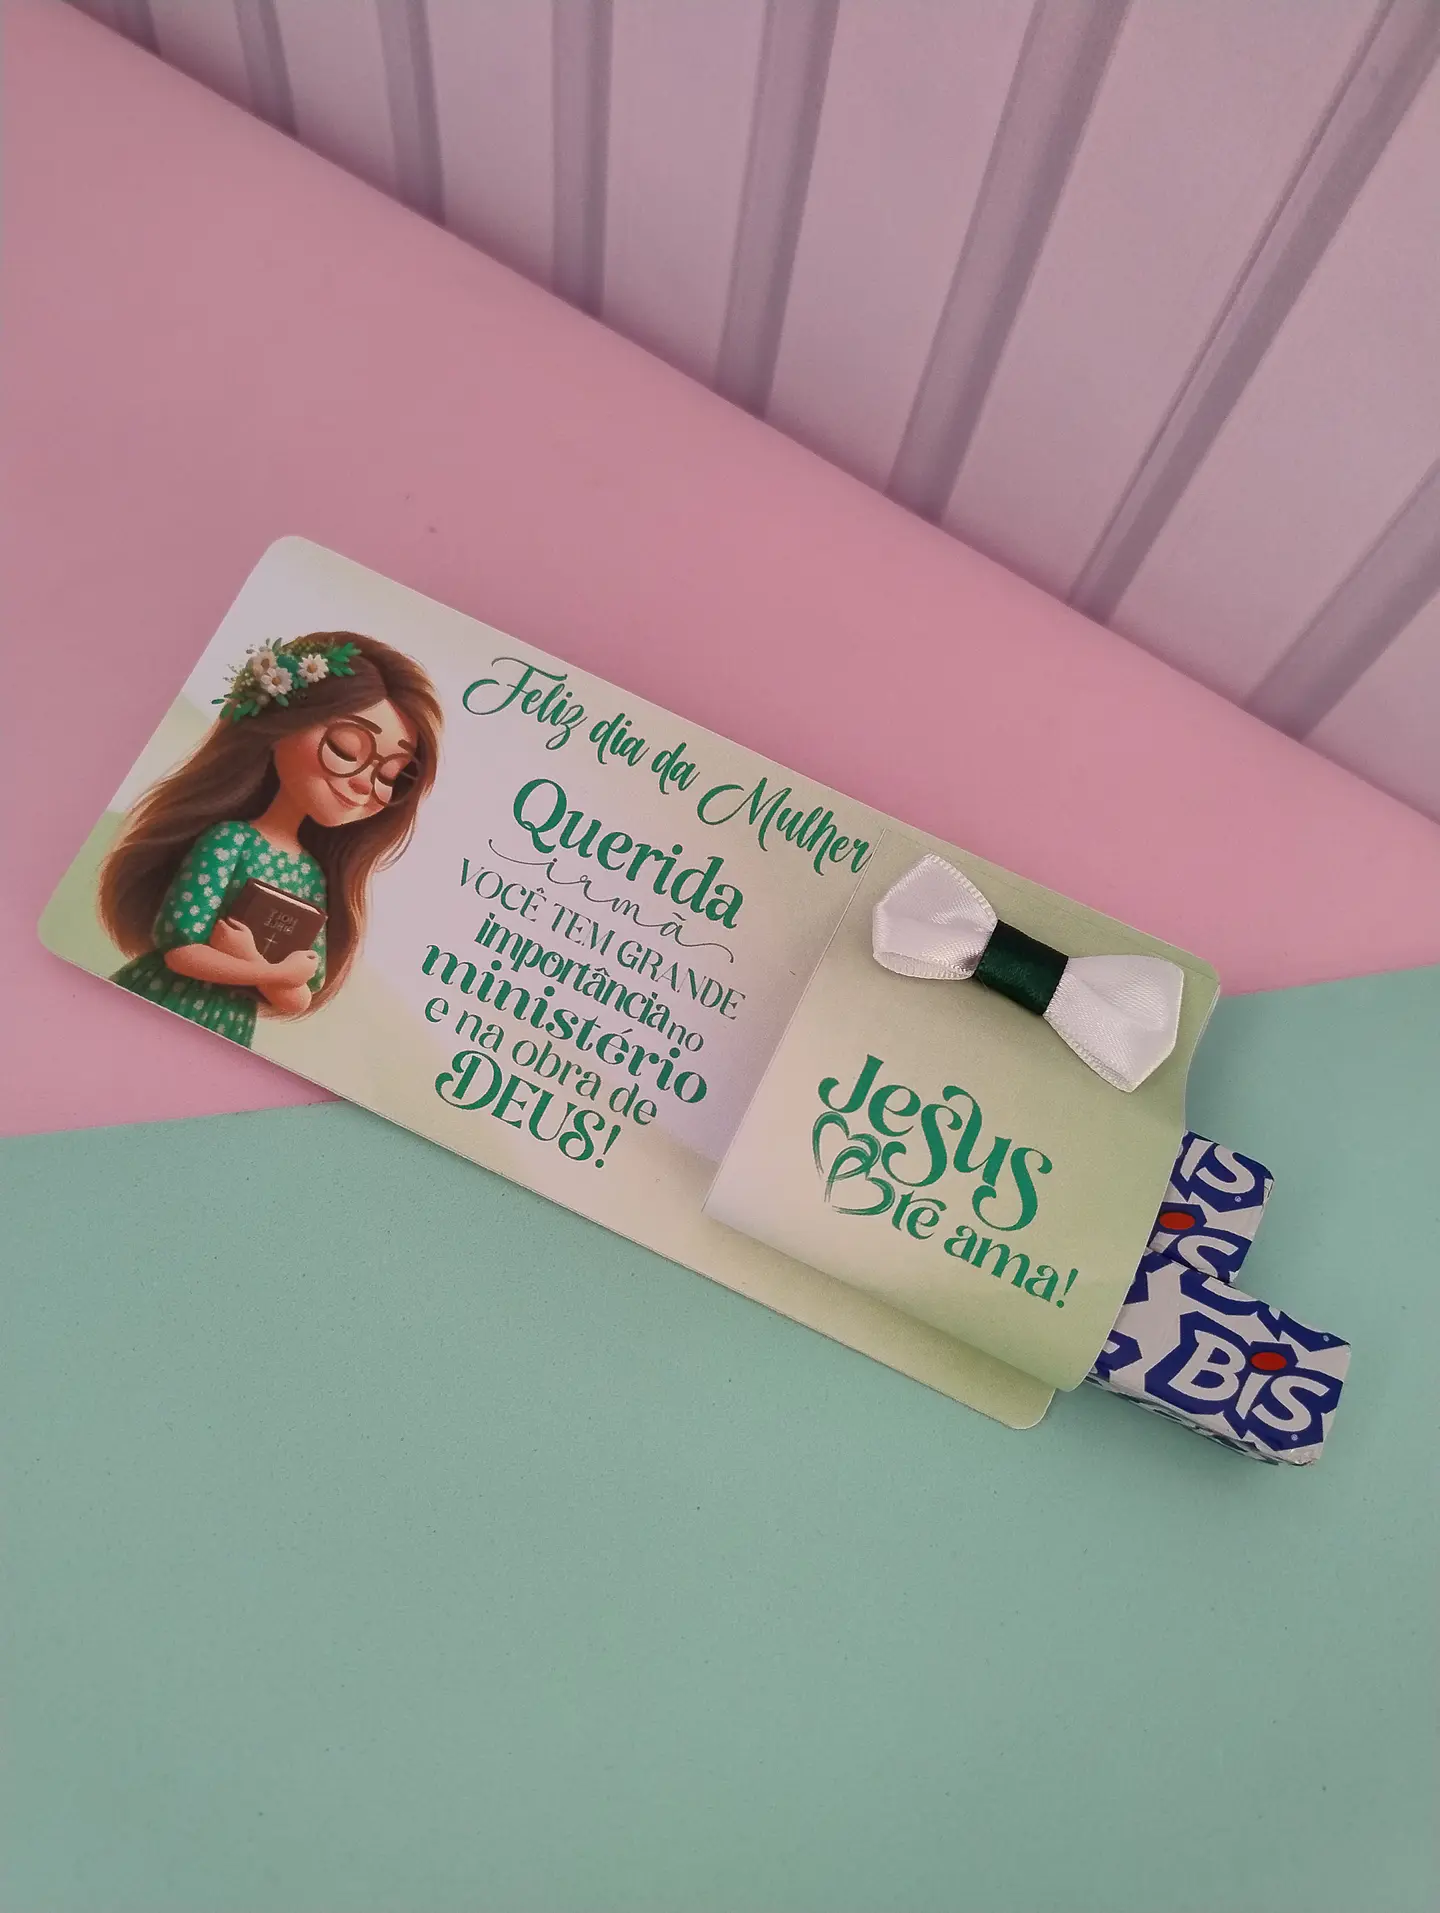 Feliz dia da Mulher
Querida
irmã
VOCÊ TEM GRANDE
importância no
ministério
e na obra de
DEUS!
Jesus
te ama!
BiS
BiS
BiS